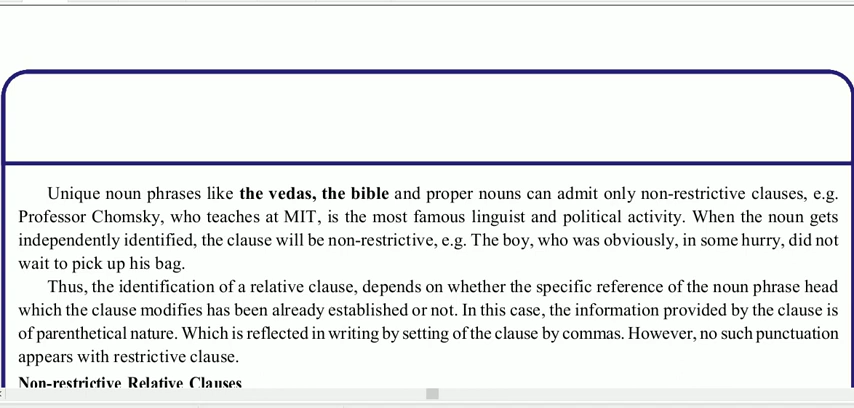 Unique noun phrases like the vedas, the bible and proper nouns can admit only non-restrictive clauses, e.g.
Professor Chomsky, who teaches at MIT, is the most famous linguist and political activity. When the noun gets
independently identified, the clause will be non-restrictive, e.g. The boy, who was obviously, in some hurry, did not
wait to pick up his bag.
Thus, the identification of a relative clause, depends on whether the specific reference of the noun phrase head
which the clause modifies has been already established or not. In this case, the information provided by the clause is
of parenthetical nature. Which is reflected in writing by setting of the clause by commas. However, no such punctuation
appears with restrictive clause.
Non-restrictive Relative Clauses